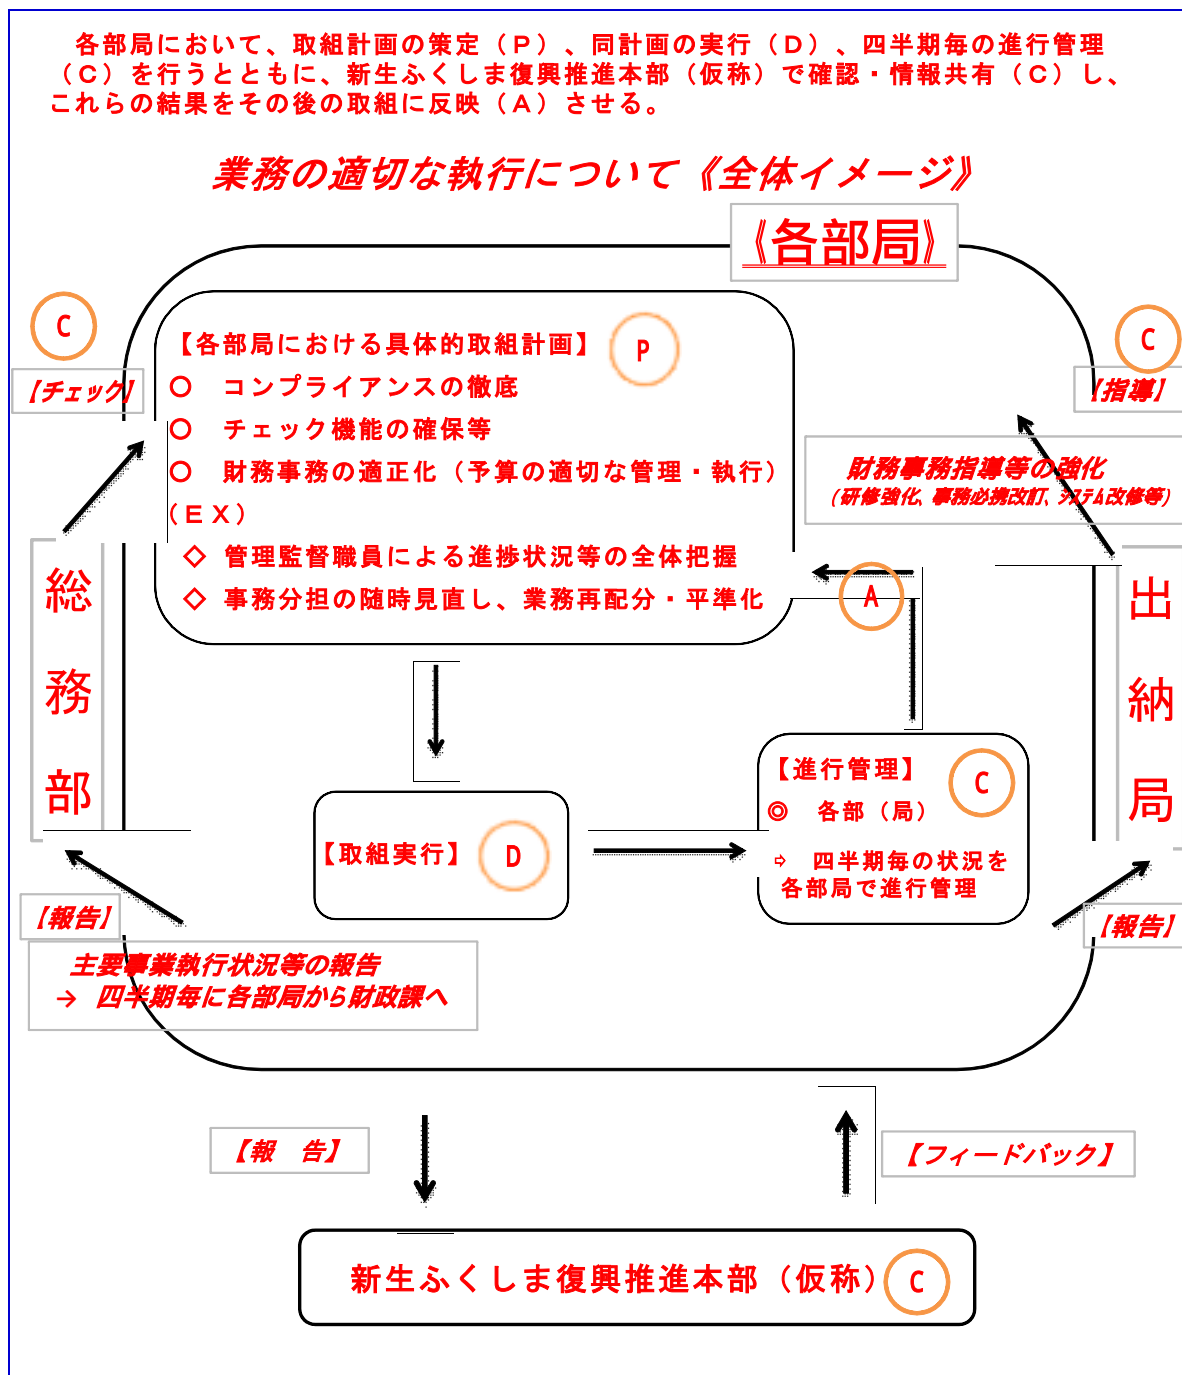 各部局において、取組計画の策定（Ｐ）、同計画の実行（Ｄ）、四半期毎の進行管理
（Ｃ）を行うとともに、新生ふくしま復興推進本部（仮称）で確認・情報共有（Ｃ）し、
これらの結果をその後の取組に反映（Ａ）させる。
業務の適切な執行について《全体イメージ》
《各部局》
C
【チェック】
C
【指導】
【各部局における具体的取組計画】
P
○　コンプライアンスの徹底
○　チェック機能の確保等
○　財務事務の適正化（予算の適切な管理・執行）
（ＥＸ）
◇　管理監督職員による進捗状況等の全体把握
◇　事務分担の随時見直し、業務再配分・平準化
財務事務指導等の強化
（研修強化、事務必携改訂、ｼｽﾃﾑ改修等）
A
総務部
出納局
【取組実行】
D
【進行管理】
C
◎　各部（局）
⇨　四半期毎の状況を
各部局で進行管理
【報告】
主要事業執行状況等の報告
→　四半期毎に各部局から財政課へ
【報告】
【報　告】
【フィードバック】
新生ふくしま復興推進本部（仮称）
C